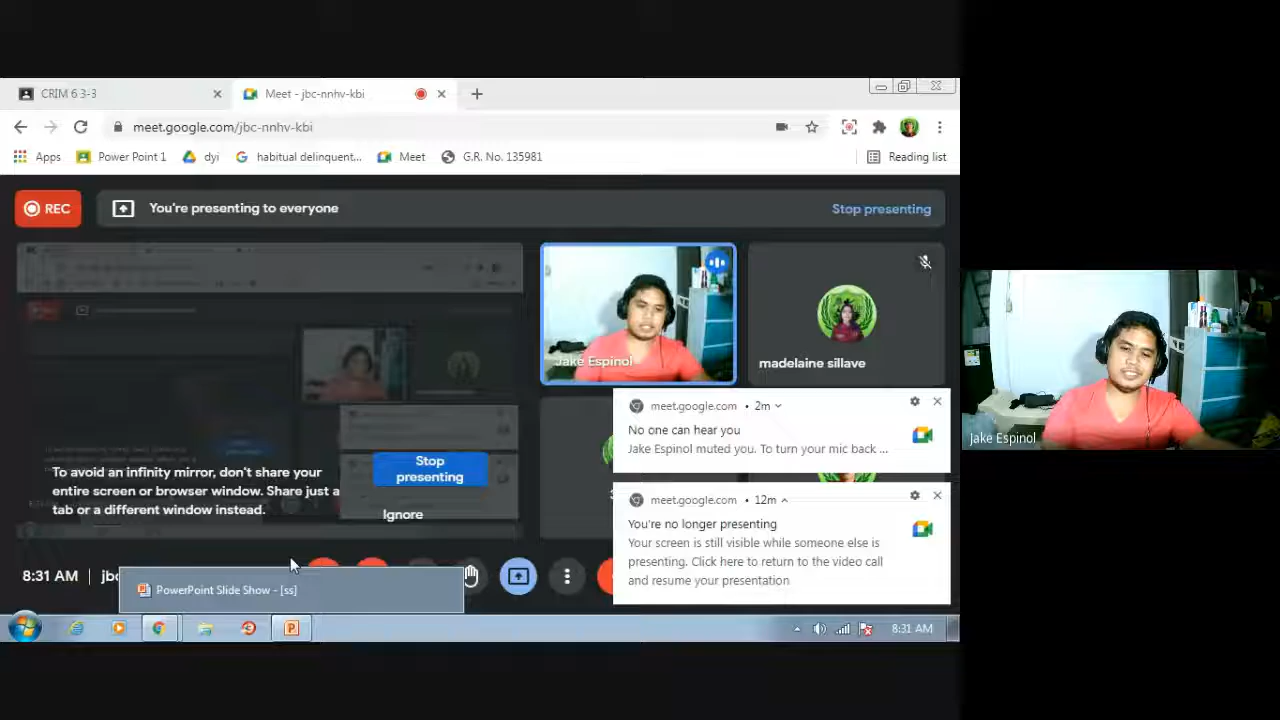 CRIM 6 3-3
Meet - jbc-nnhv-kbi
meet.google.com/jbc-nnhv-kbi
Apps
Power Point 1
dyi
habitual delinquent...
Meet
G.R. No. 135981
Reading list
REC
You're presenting to everyone
Stop presenting
Jake Espinol
madelaine sillave
meet.google.com • 2m
No one can hear you
Jake Espinol muted you. To turn your mic back ...
Jake Espinol
To avoid an infinity mirror, don't share your
entire screen or browser window. Share just a
tab or a different window instead.
Stop
presenting
Ignore
meet.google.com • 12m
You're no longer presenting
Your screen is still visible while someone else is
presenting. Click here to return to the video call
and resume your presentation
8:31 AM
jbc
PowerPoint Slide Show - [ss]
8:31 AM